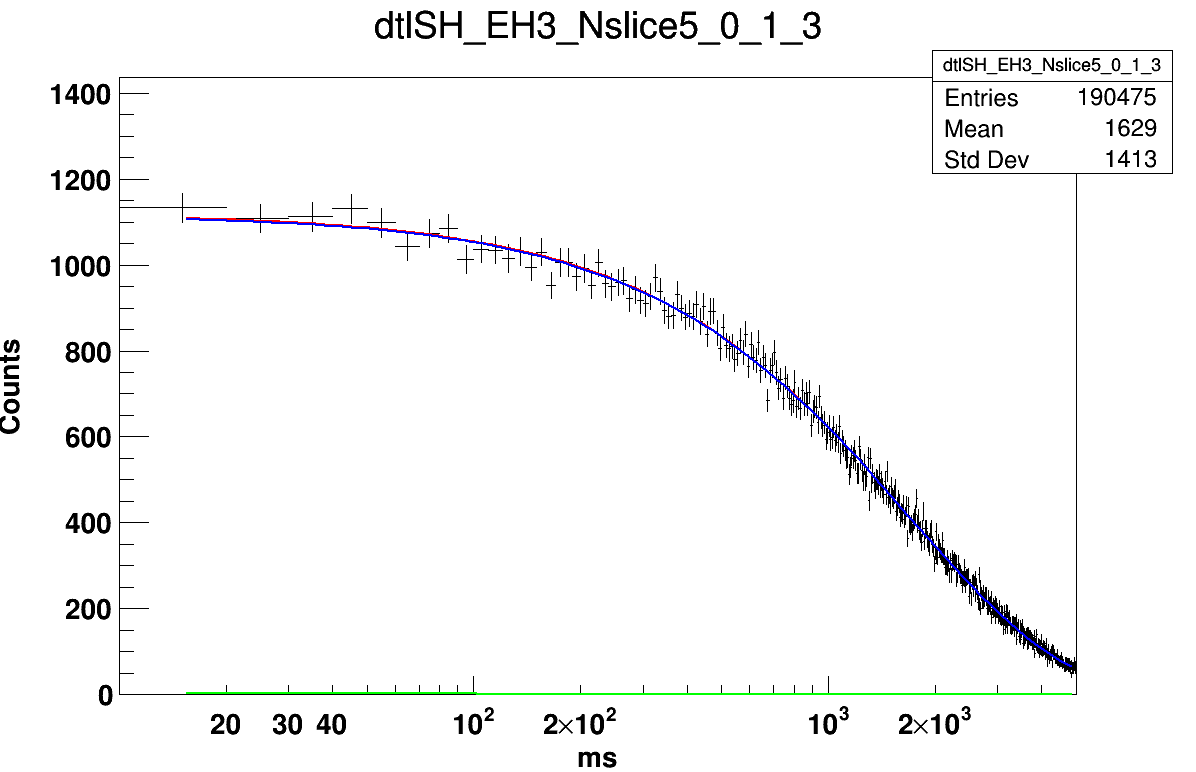 dtlSH_EH3_Nslice5_0_1_3
dtlSH_EH3_Nslice5_0_1_3
Entries 190475
Mean 1629
Std Dev 1413
1400
1200
1000
800
600
400
200
0
Counts
20 30 40 10² 2×10² 10³ 2×10³
ms